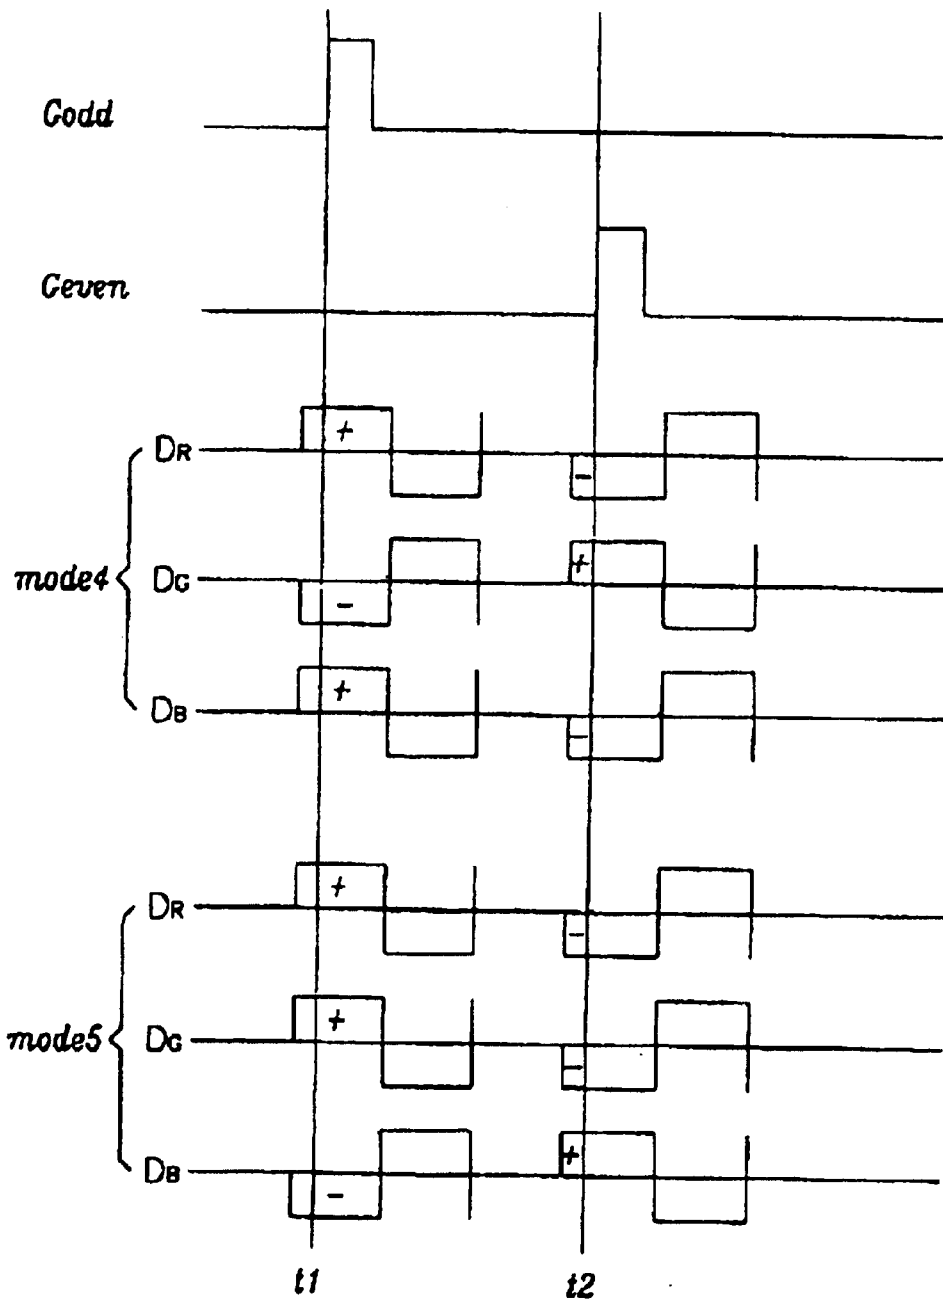 Godd
Geven
DR + -
mode4 DG - +
DB + -
DR + -
mode5 DG + -
DB - +
t1 t2